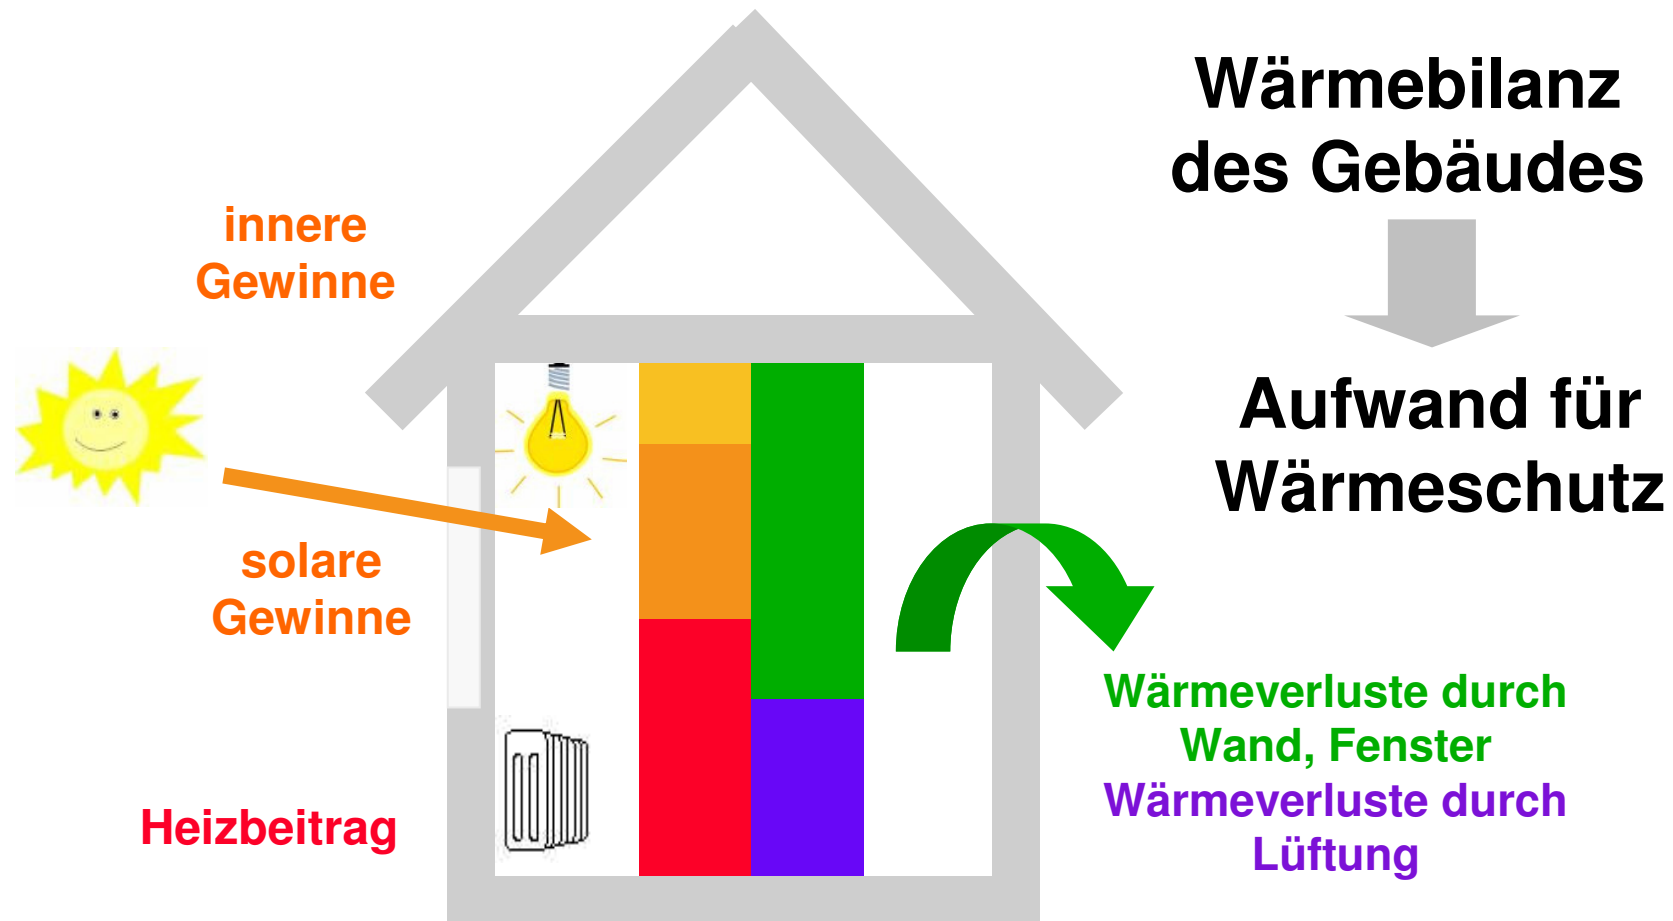 Wärmebilanz
des Gebäudes
innere
Gewinne
Aufwand für
Wärmeschutz
solare
Gewinne
Wärmeverluste durch
Wand, Fenster
Wärmeverluste durch
Lüftung
Heizbeitrag